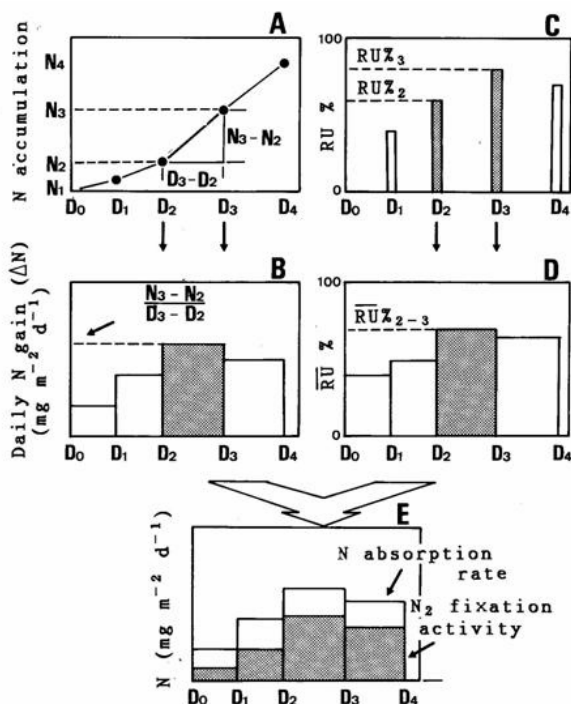 A
N accumulation
N₄
N₃
N₂
N₁
N₃-N₂
D₃-D₂
D₀ D₁ D₂ D₃ D₄
C
RU %
100
RU%₃
RU%₂
0
D₀ D₁ D₂ D₃ D₄
B
Daily N gain (ΔN)
(mg m⁻² d⁻¹)
N₃-N₂
D₃-D₂
D₀ D₁ D₂ D₃ D₄
D
R̅U̅ %
100
R̅U̅%₂₋₃
0
D₀ D₁ D₂ D₃ D₄
E
N (mg m⁻² d⁻¹)
N absorption
rate
N₂ fixation
activity
D₀ D₁ D₂ D₃ D₄